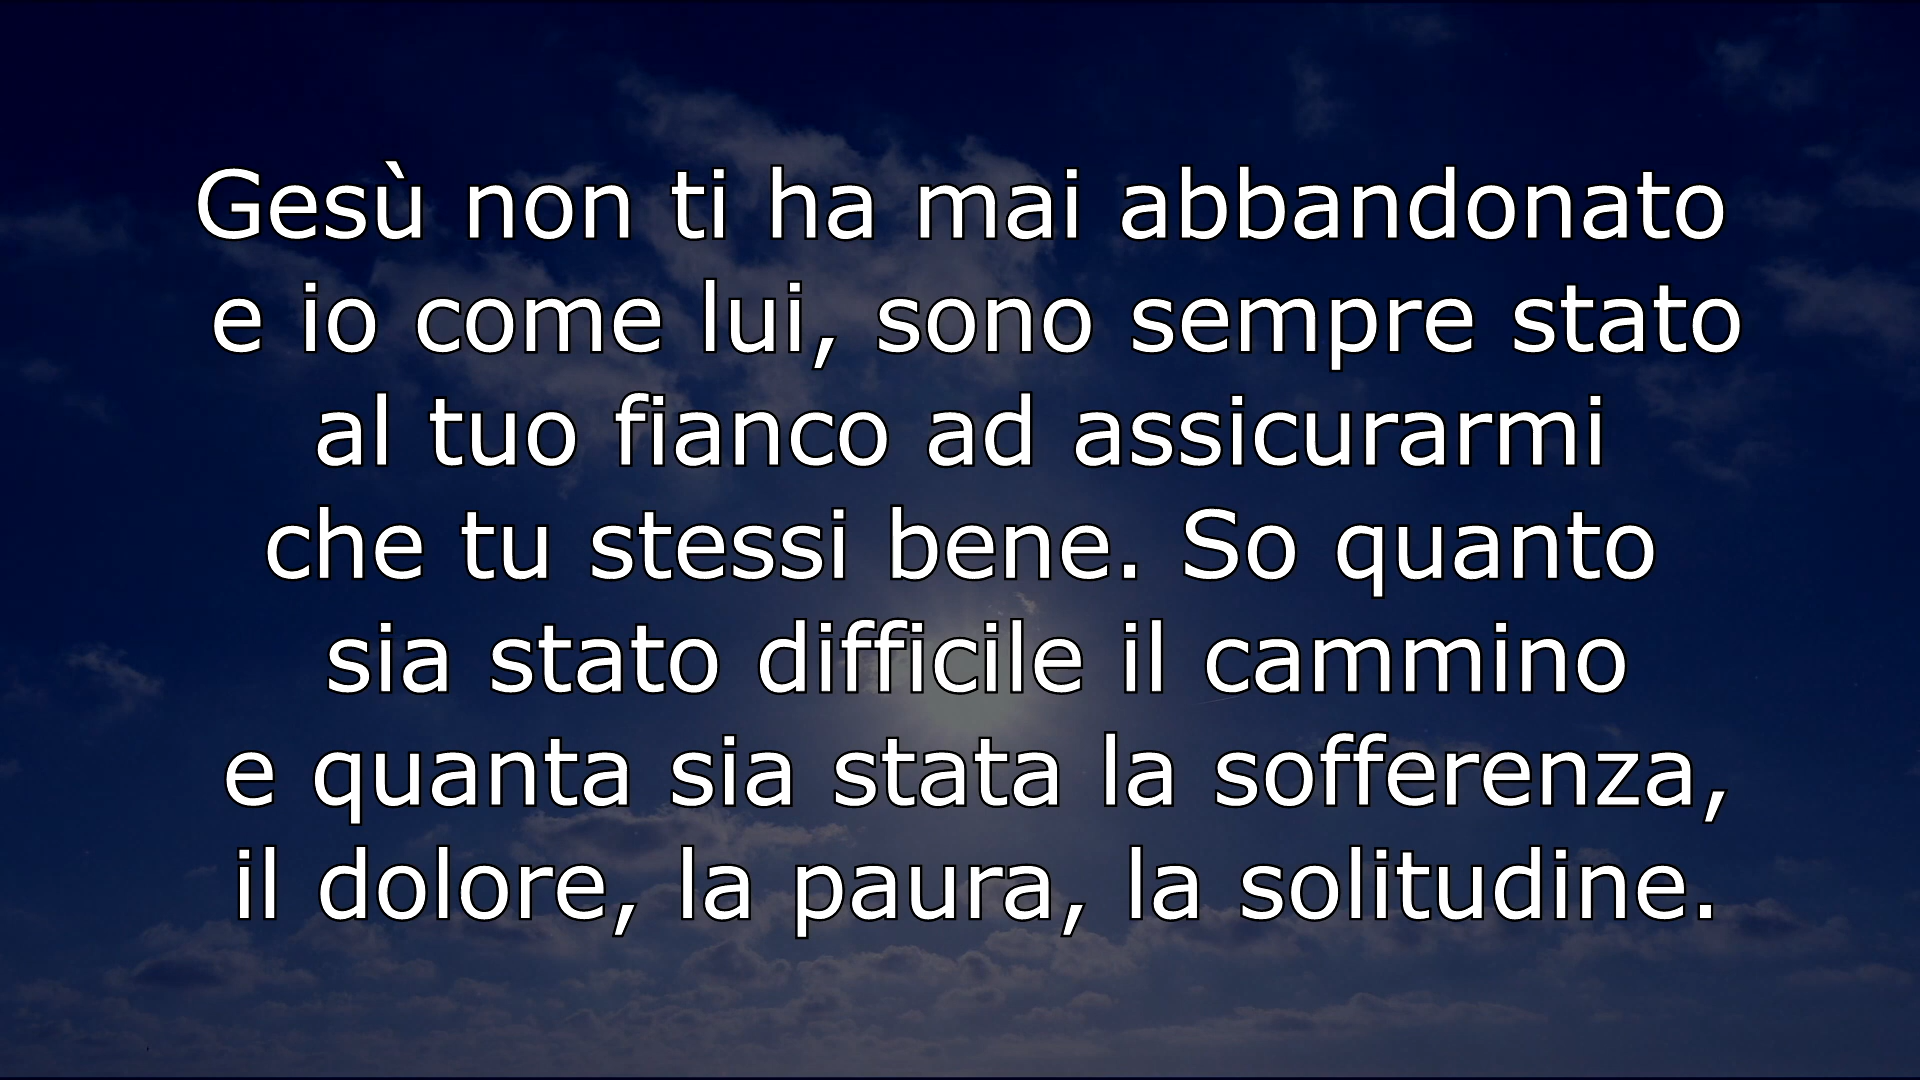 Gesù non ti ha mai abbandonato
e io come lui, sono sempre stato
al tuo fianco ad assicurarmi
che tu stessi bene. So quanto
sia stato difficile il cammino
e quanta sia stata la sofferenza,
il dolore, la paura, la solitudine.